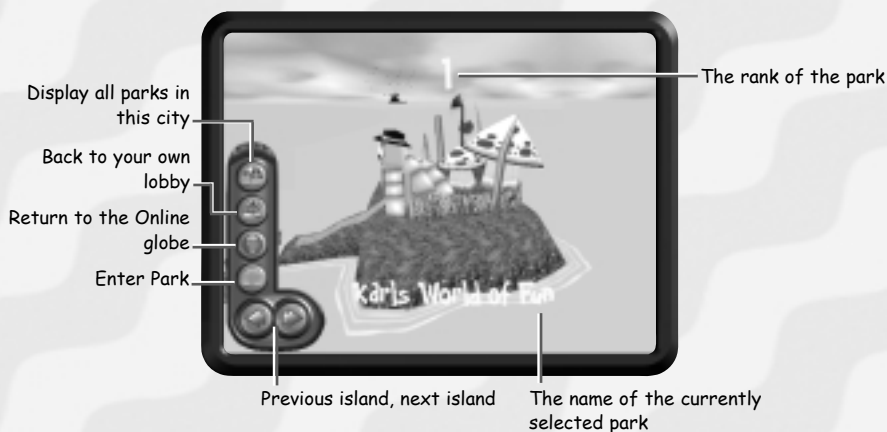 1
The rank of the park
Display all parks in
this city
Back to your own
lobby
Return to the Online
globe
Enter Park
Karls World of Fun
Previous island, next island
The name of the currently
selected park